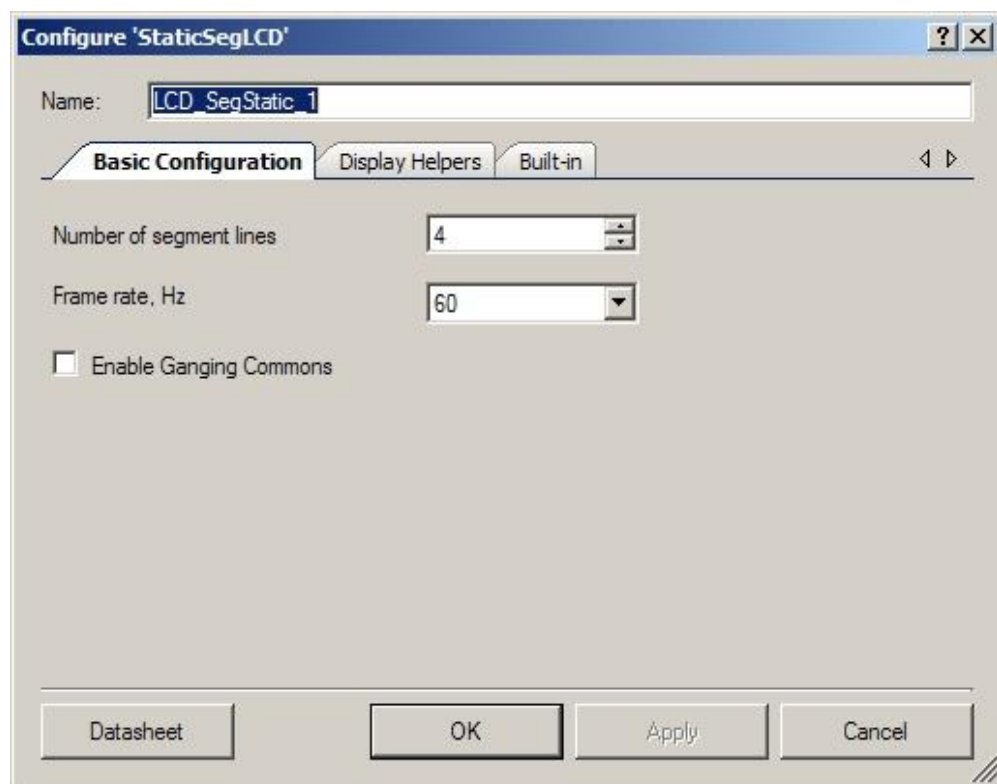 Configure 'StaticSegLCD'
Name: LCD_SegStatic_1
Basic Configuration Display Helpers Built-in
Number of segment lines 4
Frame rate, Hz 60
Enable Ganging Commons
Datasheet OK Apply Cancel